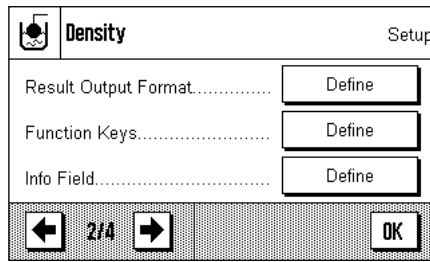 Density Setup
Result Output Format............... Define
Function Keys........................ Define
Info Field................................ Define
2/4 OK